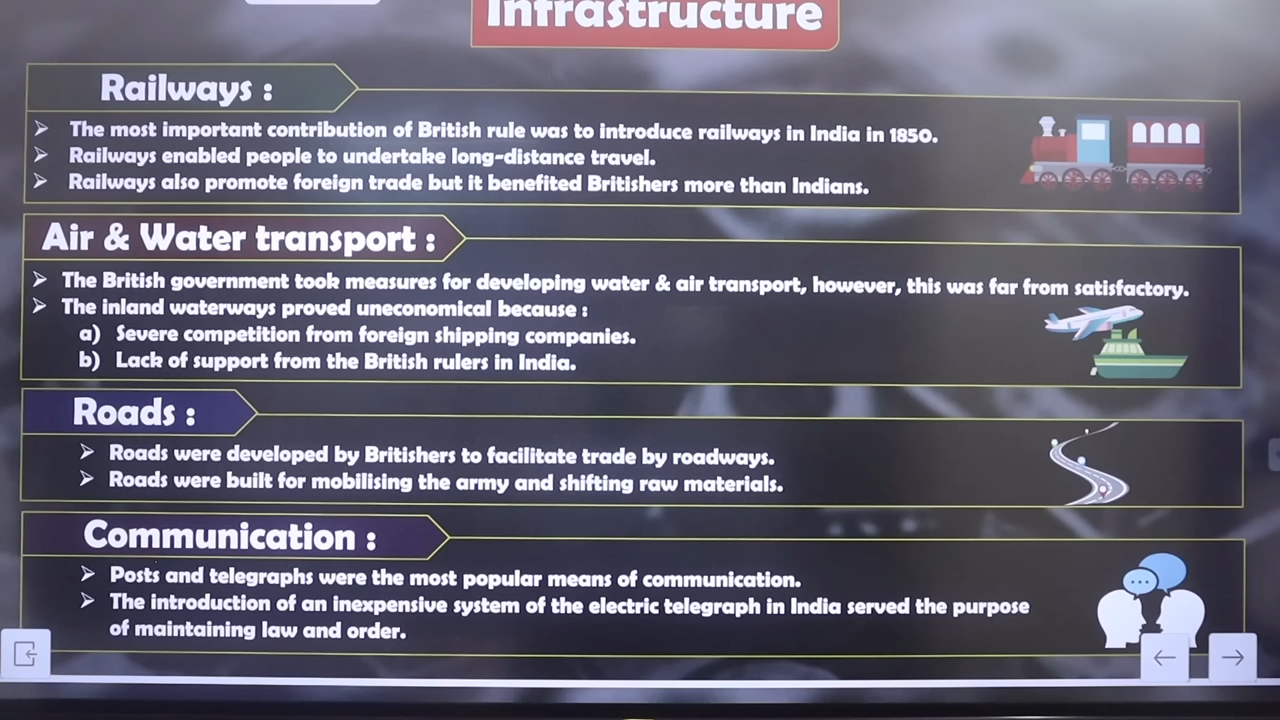 Infrastructure
Railways :
➤ The most important contribution of British rule was to introduce railways in India in 1850.
➤ Railways enabled people to undertake long-distance travel.
➤ Railways also promote foreign trade but it benefited Britishers more than Indians.
Air & Water transport :
➤ The British government took measures for developing water & air transport, however, this was far from satisfactory.
➤ The inland waterways proved uneconomical because :
a) Severe competition from foreign shipping companies.
b) Lack of support from the British rulers in India.
Roads :
➤ Roads were developed by Britishers to facilitate trade by roadways.
➤ Roads were built for mobilising the army and shifting raw materials.
Communication :
➤ Posts and telegraphs were the most popular means of communication.
➤ The introduction of an inexpensive system of the electric telegraph in India served the purpose
of maintaining law and order.